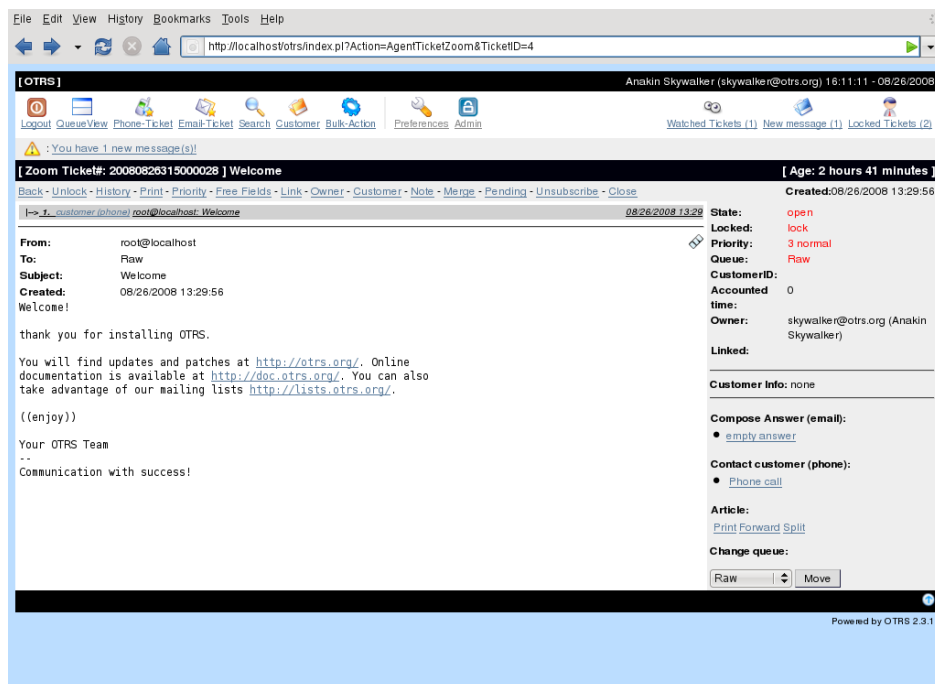 File Edit View History Bookmarks Tools Help
http://localhost/otrs/index.pl?Action=AgentTicketZoom&TicketID=4
[ OTRS ] Anakin Skywalker (skywalker@otrs.org) 16:11:11 - 08/26/2008
Logout QueueView Phone-Ticket Email-Ticket Search Customer Bulk-Action Preferences Admin Watched Tickets (1) New message (1) Locked Tickets (2)
: You have 1 new message(s)!
[ Zoom Ticket#: 20080826315000028 ] Welcome [ Age: 2 hours 41 minutes ]
Back - Unlock - History - Print - Priority - Free Fields - Link - Owner - Customer - Note - Merge - Pending - Unsubscribe - Close
Created:08/26/2008 13:29:56
|--> 1. customer (phone) root@localhost: Welcome 08/26/2008 13:29
From: root@localhost
To: Raw
Subject: Welcome
Created: 08/26/2008 13:29:56
Welcome!
thank you for installing OTRS.
You will find updates and patches at http://otrs.org/. Online
documentation is available at http://doc.otrs.org/. You can also
take advantage of our mailing lists http://lists.otrs.org/.
((enjoy))
Your OTRS Team
--
Communication with success!
State: open
Locked: lock
Priority: 3 normal
Queue: Raw
CustomerID:
Accounted 0
time:
Owner: skywalker@otrs.org (Anakin
Skywalker)
Linked:
Customer Info: none
Compose Answer (email):
empty answer
Contact customer (phone):
Phone call
Article:
Print Forward Split
Change queue:
Raw Move
Powered by OTRS 2.3.1